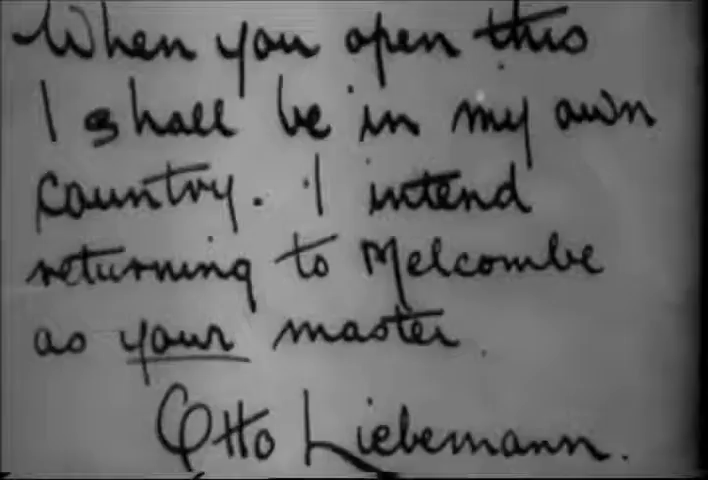 When you open this
I shall be in my own
country. I intend
returning to Melcombe
as your master.
Otto Liebemann.